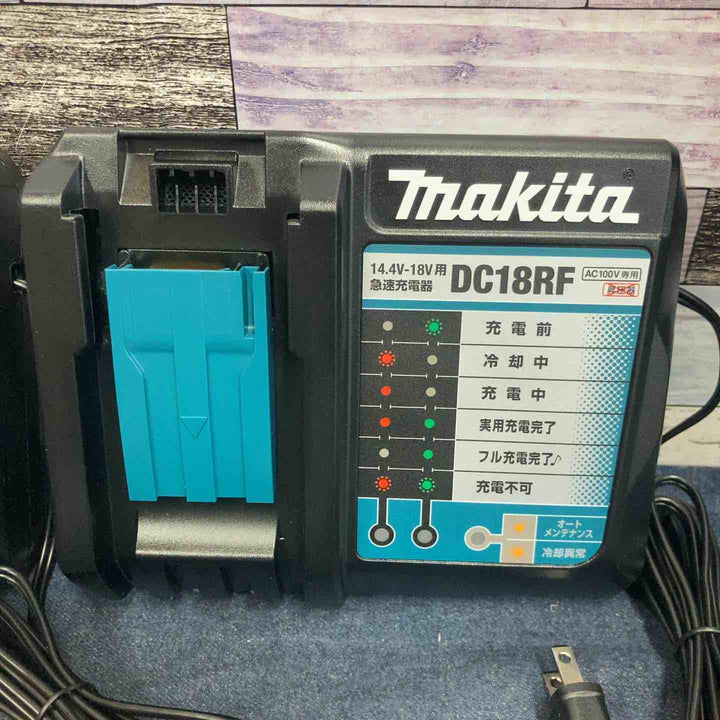 makita®
14.4V-18V用
急速充電器
DC18RF
AC100V専用
昇圧器
充電前
冷却中
充電中
実用充電完了
フル充電完了♪
充電不可
オート
メンテナンス
冷却異常